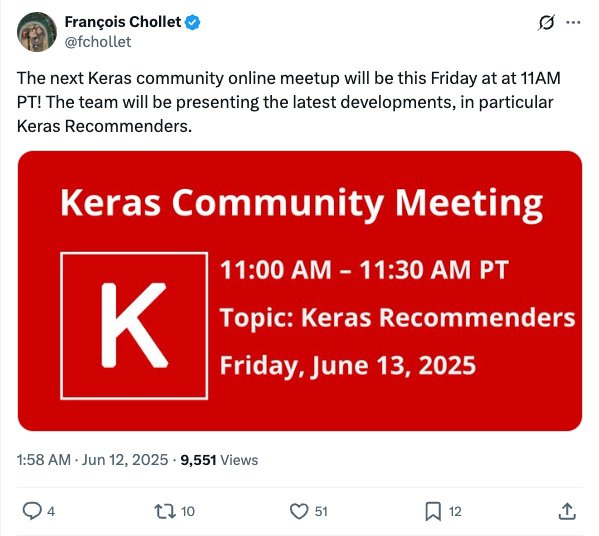 François Chollet
@fchollet
The next Keras community online meetup will be this Friday at at 11AM
PT! The team will be presenting the latest developments, in particular
Keras Recommenders.
Keras Community Meeting
K
11:00 AM – 11:30 AM PT
Topic: Keras Recommenders
Friday, June 13, 2025
1:58 AM · Jun 12, 2025 · 9,551 Views
4 10 51 12